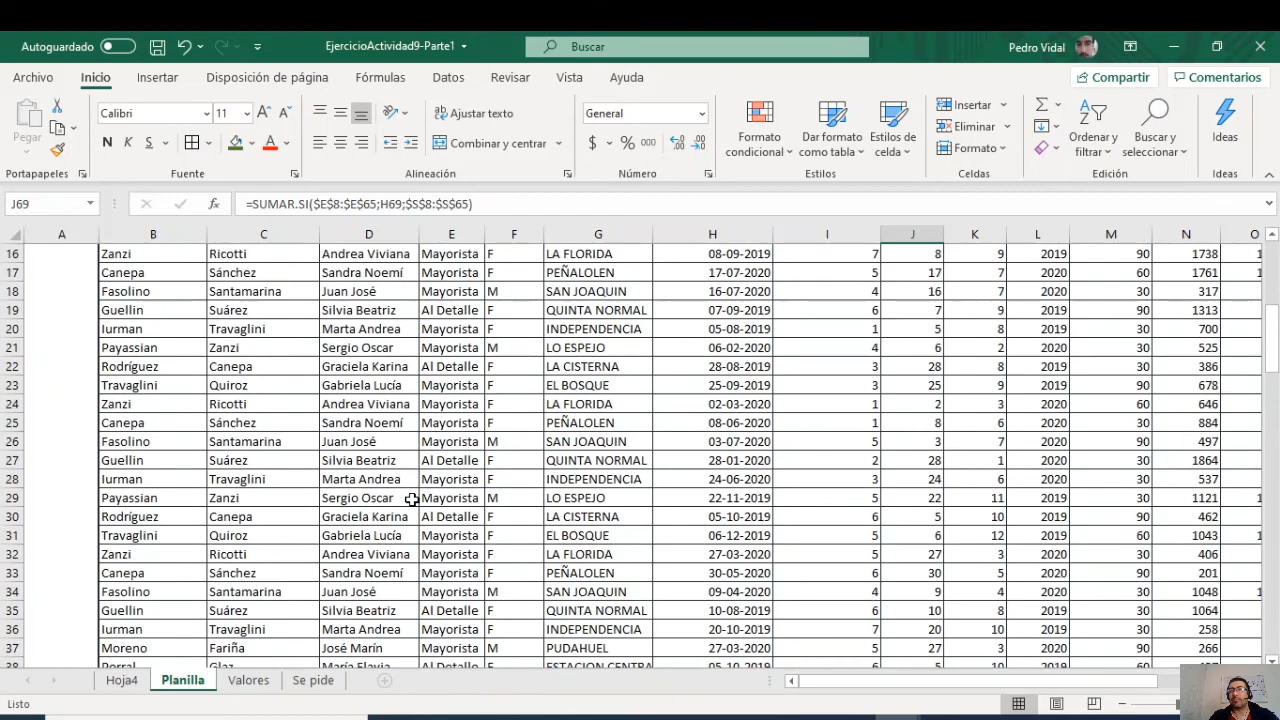 Autoguardado EjercicioActividad9-Parte1 Buscar Pedro Vidal
Archivo Inicio Insertar Disposición de página Fórmulas Datos Revisar Vista Ayuda Compartir Comentarios
Pegar Calibri 11 Ajustar texto General Insertar
N K S Combinar y centrar $ % 000 Formato condicional Dar formato como tabla Estilos de celda Eliminar Ordenar y filtrar Buscar y seleccionar Ideas
Formato
Portapapeles Fuente Alineación Número Estilos Celdas Edición Ideas
J69 fx =SUMAR.SI($E$8:$E$65;H69;$S$8:$S$65)
A B C D E F G H I J K L M N O
16 Zanzi Ricotti Andrea Viviana Mayorista F LA FLORIDA 08-09-2019 7 8 9 2019 90 1738 1
17 Canepa Sánchez Sandra Noemí Mayorista F PEÑALOLEN 17-07-2020 5 17 7 2020 60 1761 1
18 Fasolino Santamarina Juan José Mayorista M SAN JOAQUIN 16-07-2020 4 16 7 2020 30 317
19 Guellin Suárez Silvia Beatriz Al Detalle F QUINTA NORMAL 07-09-2019 6 7 9 2019 90 1313
20 Iurman Travaglini Marta Andrea Mayorista F INDEPENDENCIA 05-08-2019 1 5 8 2019 30 700
21 Payassian Zanzi Sergio Oscar Mayorista M LO ESPEJO 06-02-2020 4 6 2 2020 30 525
22 Rodríguez Canepa Graciela Karina Al Detalle F LA CISTERNA 28-08-2019 3 28 8 2019 30 386
23 Travaglini Quiroz Gabriela Lucía Mayorista F EL BOSQUE 25-09-2019 3 25 9 2019 90 678
24 Zanzi Ricotti Andrea Viviana Mayorista F LA FLORIDA 02-03-2020 1 2 3 2020 60 646
25 Canepa Sánchez Sandra Noemí Mayorista F PEÑALOLEN 08-06-2020 1 8 6 2020 30 884
26 Fasolino Santamarina Juan José Mayorista M SAN JOAQUIN 03-07-2020 5 3 7 2020 90 497
27 Guellin Suárez Silvia Beatriz Al Detalle F QUINTA NORMAL 28-01-2020 2 28 1 2020 90 1864
28 Iurman Travaglini Marta Andrea Mayorista F INDEPENDENCIA 24-06-2020 3 24 6 2020 30 537
29 Payassian Zanzi Sergio Oscar Mayorista M LO ESPEJO 22-11-2019 5 22 11 2019 30 1121 1
30 Rodríguez Canepa Graciela Karina Al Detalle F LA CISTERNA 05-10-2019 6 5 10 2019 90 462
31 Travaglini Quiroz Gabriela Lucía Mayorista F EL BOSQUE 06-12-2019 5 6 12 2019 60 1043 1
32 Zanzi Ricotti Andrea Viviana Mayorista F LA FLORIDA 27-03-2020 5 27 3 2020 30 406
33 Canepa Sánchez Sandra Noemí Mayorista F PEÑALOLEN 30-05-2020 6 30 5 2020 90 201
34 Fasolino Santamarina Juan José Mayorista M SAN JOAQUIN 09-04-2020 4 9 4 2020 30 1048 1
35 Guellin Suárez Silvia Beatriz Al Detalle F QUINTA NORMAL 10-08-2019 6 10 8 2019 30 1064
36 Iurman Travaglini Marta Andrea Mayorista F INDEPENDENCIA 20-10-2019 7 20 10 2019 30 258
37 Moreno Fariña José Marín Mayorista M PUDAHUEL 27-03-2020 5 27 3 2020 90 266
Hoja4 Planilla Valores Se pide
Listo